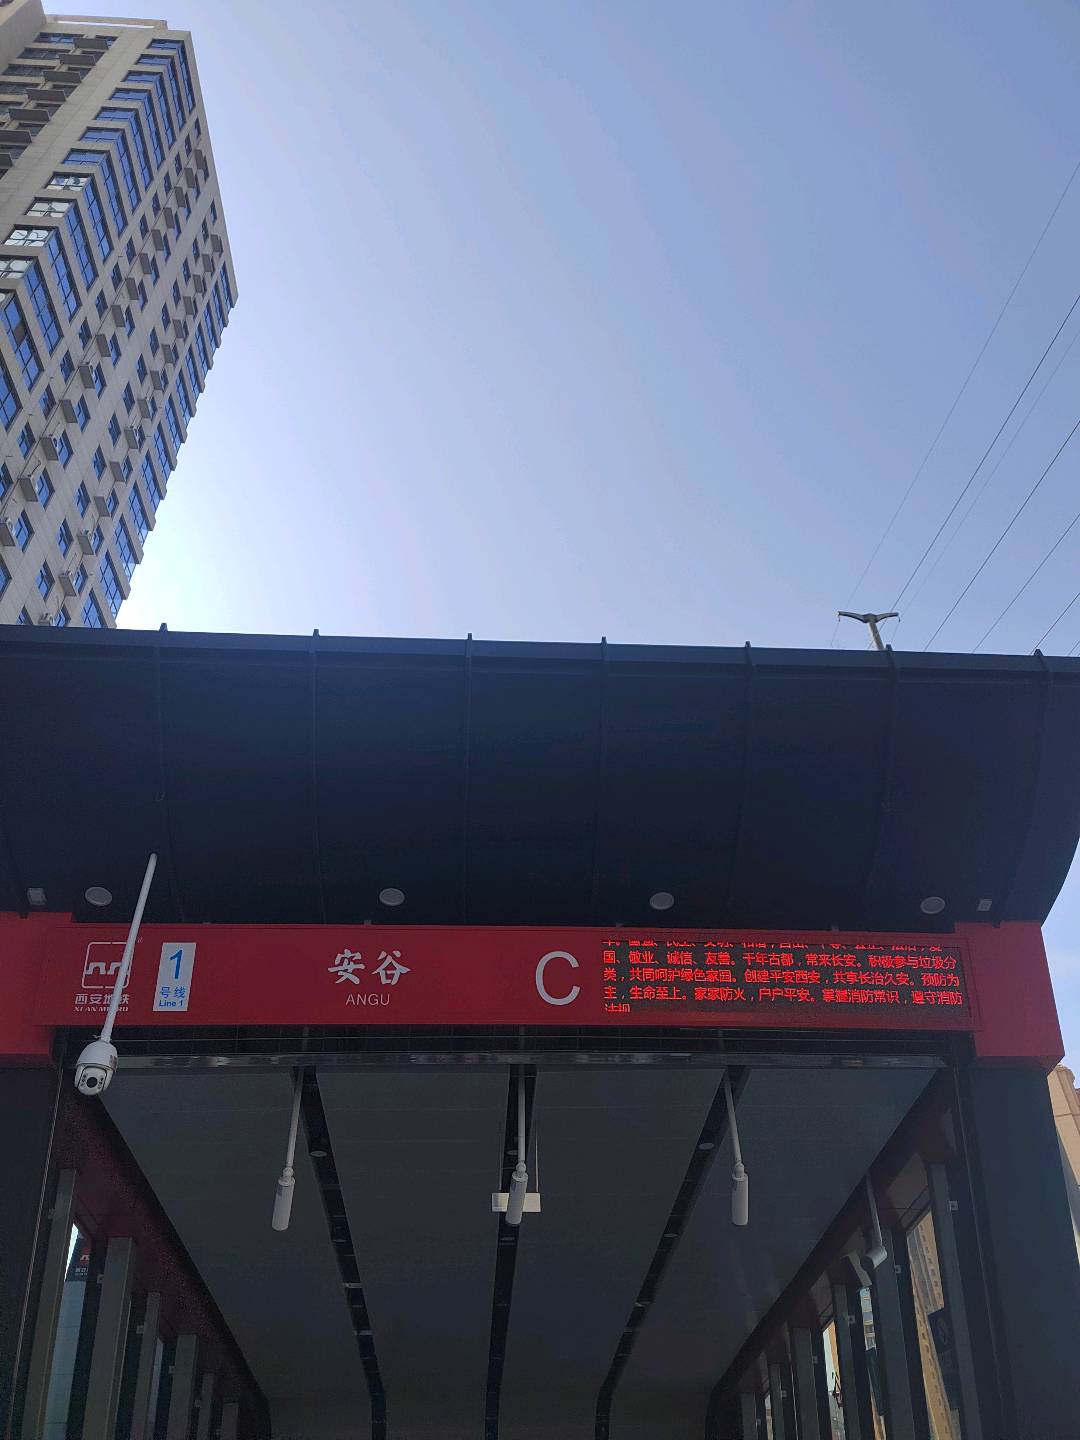 西安地铁
XI'AN METRO
1
号线
Line 1
安谷
ANGU
C
国、敬业、诚信、友善。千年古都，常来长安。积极参与垃圾分
类，共同呵护绿色家园。创建平安西安，共享长治久安。预防为
主，生命至上。家家防火，户户平安。掌握消防常识，遵守消防